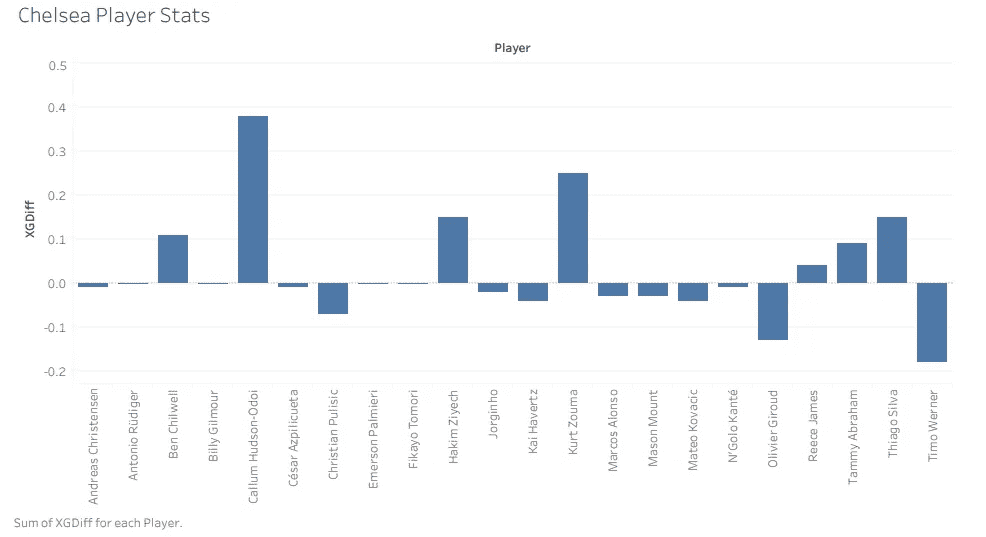 Chelsea Player Stats
Player
0.5
0.4
0.3
0.2
0.1
0.0
-0.1
-0.2
XGDiff
Andreas Christensen
Antonio Rüdiger
Ben Chilwell
Billy Gilmour
Callum Hudson-Odoi
César Azpilicueta
Christian Pulisic
Emerson Palmieri
Fikayo Tomori
Hakim Ziyech
Jorginho
Kai Havertz
Kurt Zouma
Marcos Alonso
Mason Mount
Mateo Kovacic
N'Golo Kanté
Olivier Giroud
Reece James
Tammy Abraham
Thiago Silva
Timo Werner
Sum of XGDiff for each Player.